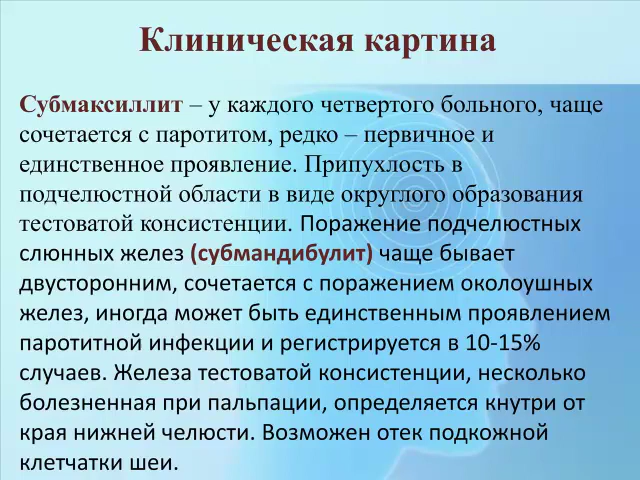 Клиническая картина
Субмаксиллит – у каждого четвертого больного, чаще
сочетается с паротитом, редко – первичное и
единственное проявление. Припухлость в
подчелюстной области в виде округлого образования
тестоватой консистенции. Поражение подчелюстных
слюнных желез (субмандибулит) чаще бывает
двусторонним, сочетается с поражением околоушных
желез, иногда может быть единственным проявлением
паротитной инфекции и регистрируется в 10-15%
случаев. Железа тестоватой консистенции, несколько
болезненная при пальпации, определяется кнутри от
края нижней челюсти. Возможен отек подкожной
клетчатки шеи.